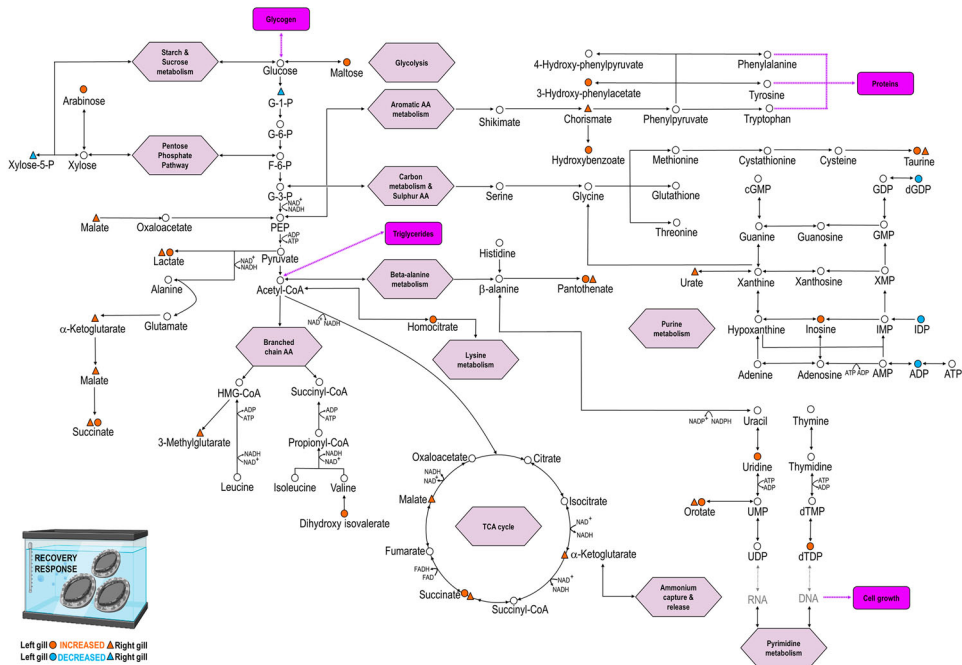 Glycogen
Starch &
Sucrose metabolism
Glucose
Maltose
Glycolysis
4-Hydroxy-phenylpyruvate
Phenylalanine
Arabinose
G-1-P
3-Hydroxy-phenylacetate
Tyrosine
Proteins
Aromatic AA
metabolism
Shikimate
Chorismate
Phenylpyruvate
Tryptophan
G-6-P
Xylose-5-P
Xylose
Pentose
Phosphate
Pathway
F-6-P
Hydroxybenzoate
Methionine
Cystathionine
Cysteine
Taurine
G-3-P
NAD+
NADH
Carbon
metabolism &
Sulphur AA
Serine
Glycine
Glutathione
cGMP
GDP
dGDP
Malate
Oxaloacetate
PEP
ADP
ATP
Threonine
Guanine
Guanosine
GMP
Triglycerides
Lactate
NAD+
NADH
Pyruvate
Histidine
Alanine
Acetyl-CoA
Beta-alanine
metabolism
β-alanine
Pantothenate
Urate
Xanthine
Xanthosine
XMP
α-Ketoglutarate
Glutamate
NAD+
NADH
Homocitrate
Purine
metabolism
Hypoxanthine
Inosine
IMP
IDP
Branched
chain AA
Lysine
metabolism
Malate
Adenine
Adenosine
ATP ADP
AMP
ADP
ATP
HMG-CoA
Succinyl-CoA
Succinate
ADP
ATP
ADP
ATP
NADP+
NADPH
Uracil
Thymine
3-Methylglutarate
Propionyl-CoA
NADH
NAD+
NADH
NAD+
Oxaloacetate
Citrate
Uridine
Thymidine
Leucine
Isoleucine
Valine
NADH
NAD+
ATP
ADP
ATP
ADP
Malate
Isocitrate
Orotate
UMP
dTMP
Dihydroxy isovalerate
TCA cycle
NAD+
NADH
Fumarate
α-Ketoglutarate
UDP
dTDP
FADH
FAD
NAD+
NADH
Succinate
Succinyl-CoA
Ammonium
capture &
release
RNA
DNA
Cell growth
Pyrimidine
metabolism
RECOVERY
RESPONSE
Left gill INCREASED Right gill
Left gill DECREASED Right gill